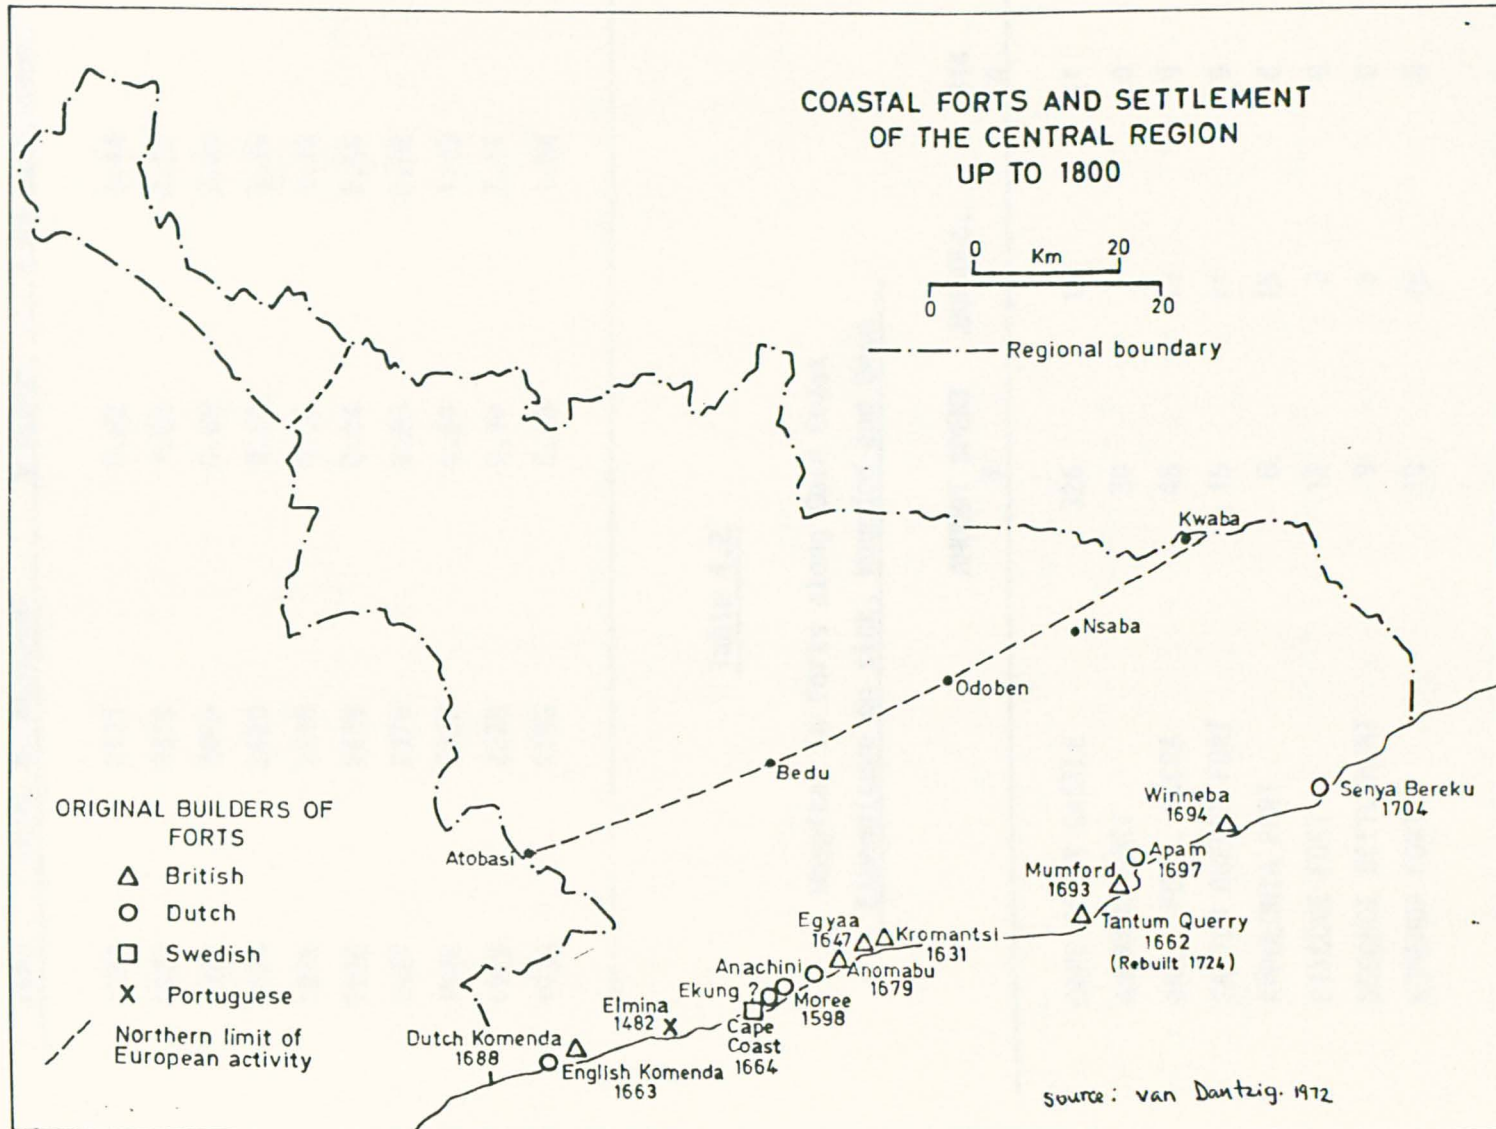 COASTAL FORTS AND SETTLEMENT
OF THE CENTRAL REGION
UP TO 1800
0 Km 20
0 20
Regional boundary
Kwaba
Nsaba
Odoben
Bedu
Atobasi
Senya Bereku
1704
Winneba
1694
Apam
1697
Mumford
1693
Tantum Querry
1662
(Rebuilt 1724)
Egyaa
1647
Kromantsi
1631
Anomabu
1679
Anachini
Ekung ?
Moree
1598
Elmina
1482
Cape
Coast
1664
Dutch Komenda
1688
English Komenda
1663
ORIGINAL BUILDERS OF
FORTS
British
Dutch
Swedish
Portuguese
Northern limit of
European activity
source: van Dantzig. 1972